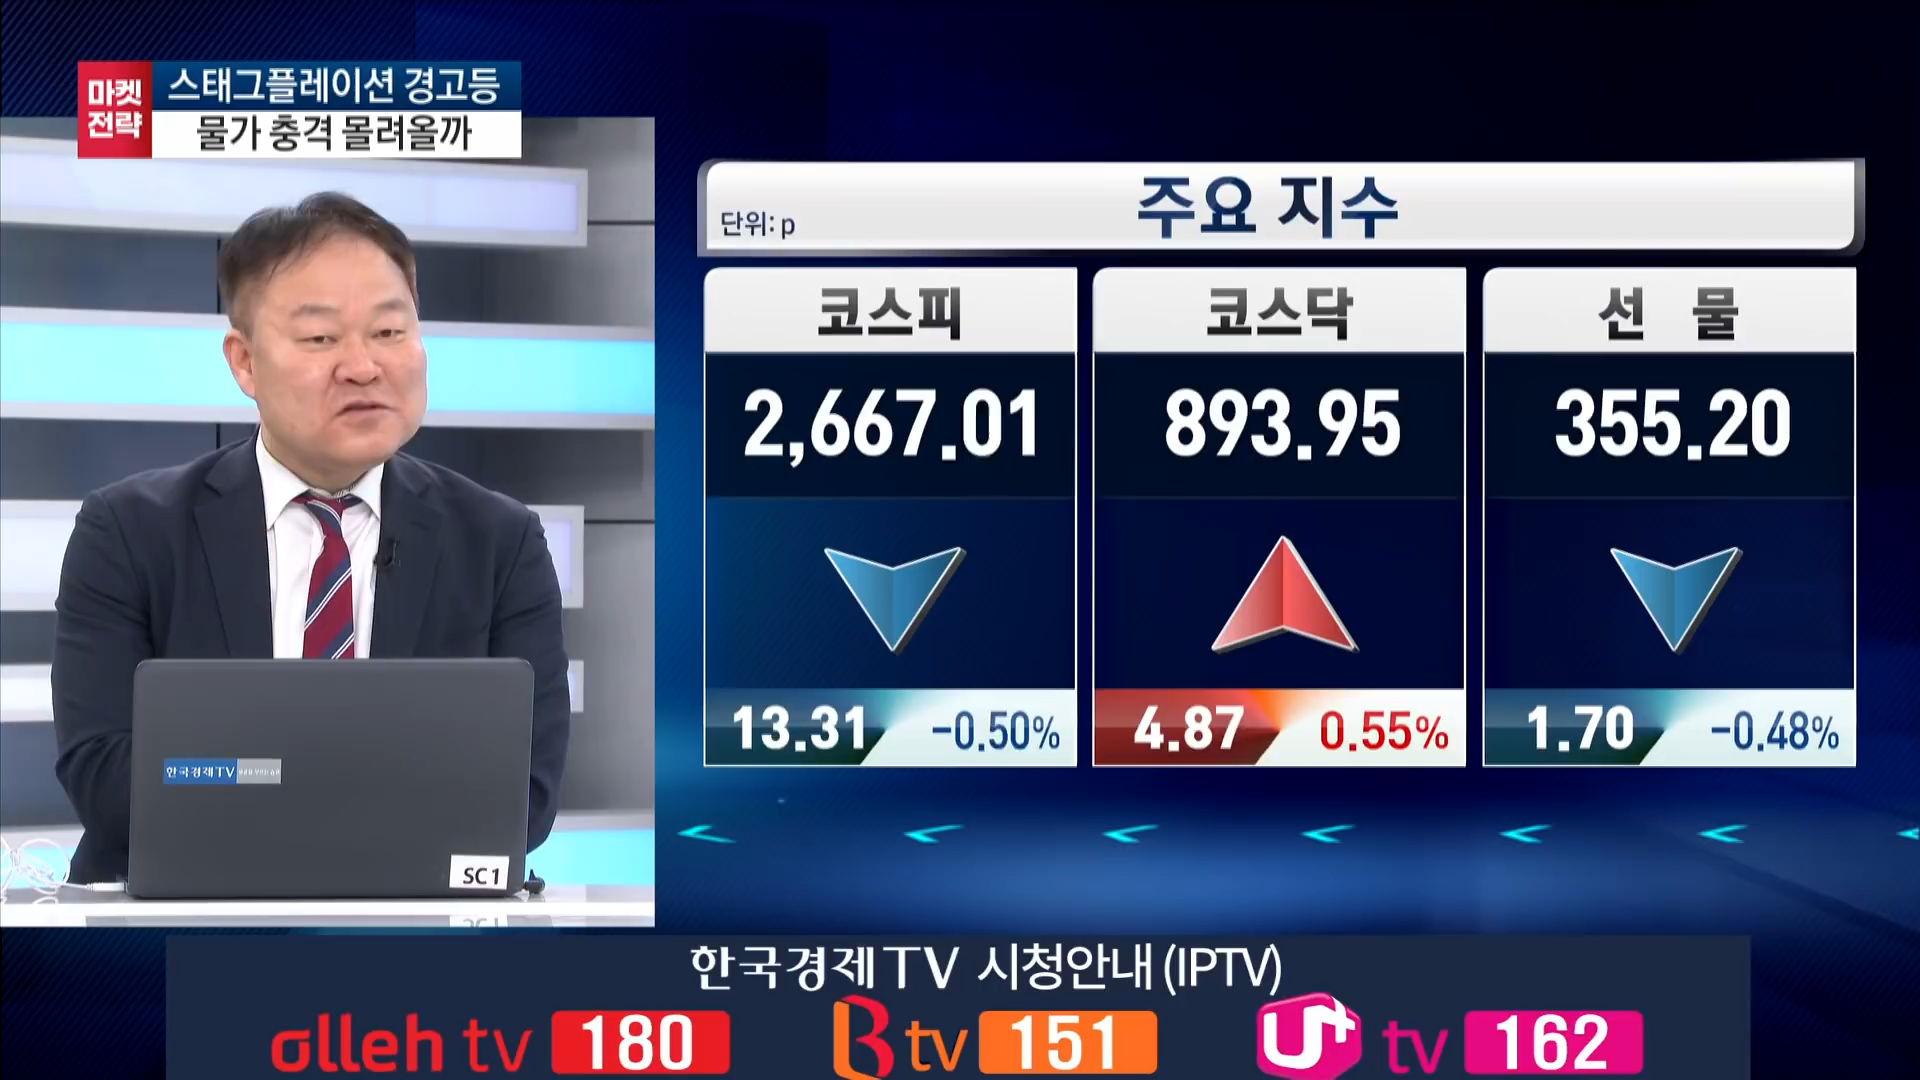 마켓
전략
스태그플레이션 경고등
물가 충격 몰려올까
주요 지수
단위: p
코스피
2,667.01
13.31 -0.50%
코스닥
893.95
4.87 0.55%
선 물
355.20
1.70 -0.48%
한국경제TV
SC1
한국경제TV 시청안내 (IPTV)
olleh tv 180
B tv 151
U+ tv 162